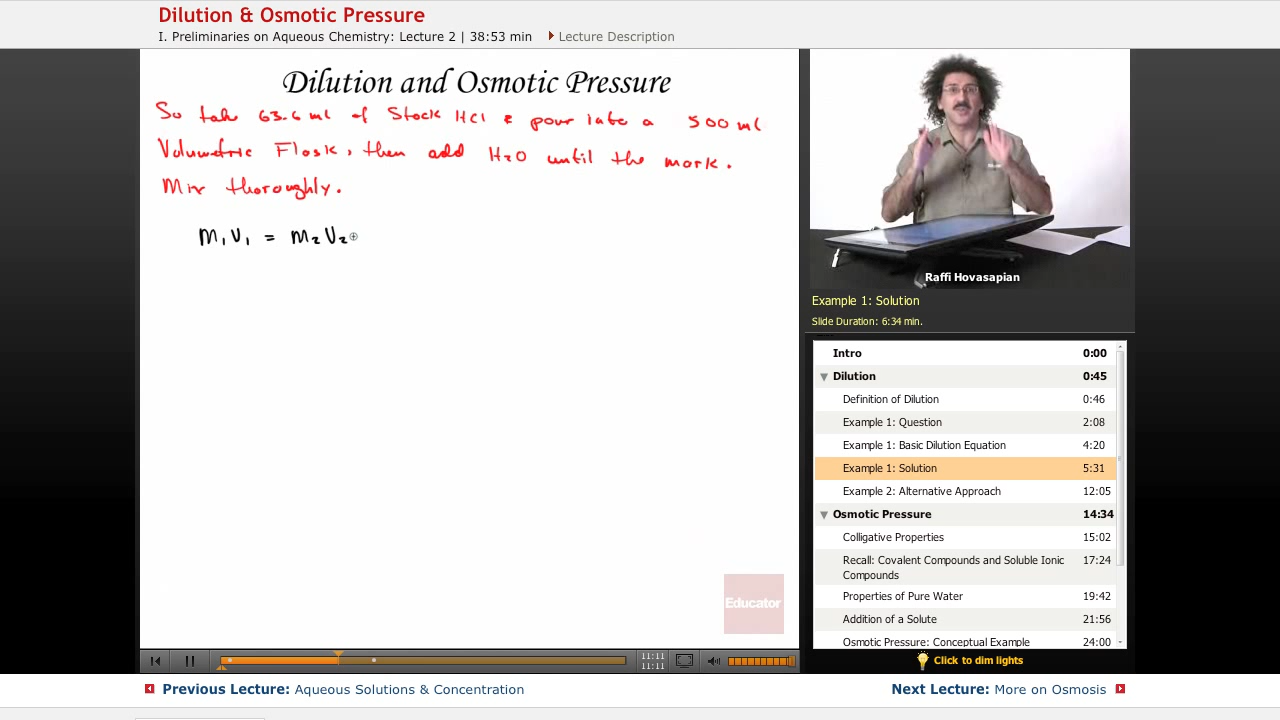 Dilution & Osmotic Pressure
I. Preliminaries on Aqueous Chemistry: Lecture 2 | 38:53 min
Lecture Description
Dilution and Osmotic Pressure
So take 63.6 ml of Stock HCl & pour into a 500 ml
Volumetric Flask, then add H₂O until the mark.
Mix thoroughly.
M₁V₁ = M₂V₂
Educator
Raffi Hovasapian
Example 1: Solution
Slide Duration: 6:34 min.
Intro 0:00
Dilution 0:45
Definition of Dilution 0:46
Example 1: Question 2:08
Example 1: Basic Dilution Equation 4:20
Example 1: Solution 5:31
Example 2: Alternative Approach 12:05
Osmotic Pressure 14:34
Colligative Properties 15:02
Recall: Covalent Compounds and Soluble Ionic 17:24
Compounds
Properties of Pure Water 19:42
Addition of a Solute 21:56
Osmotic Pressure: Conceptual Example 24:00
11:11
11:11
Click to dim lights
Previous Lecture: Aqueous Solutions & Concentration
Next Lecture: More on Osmosis